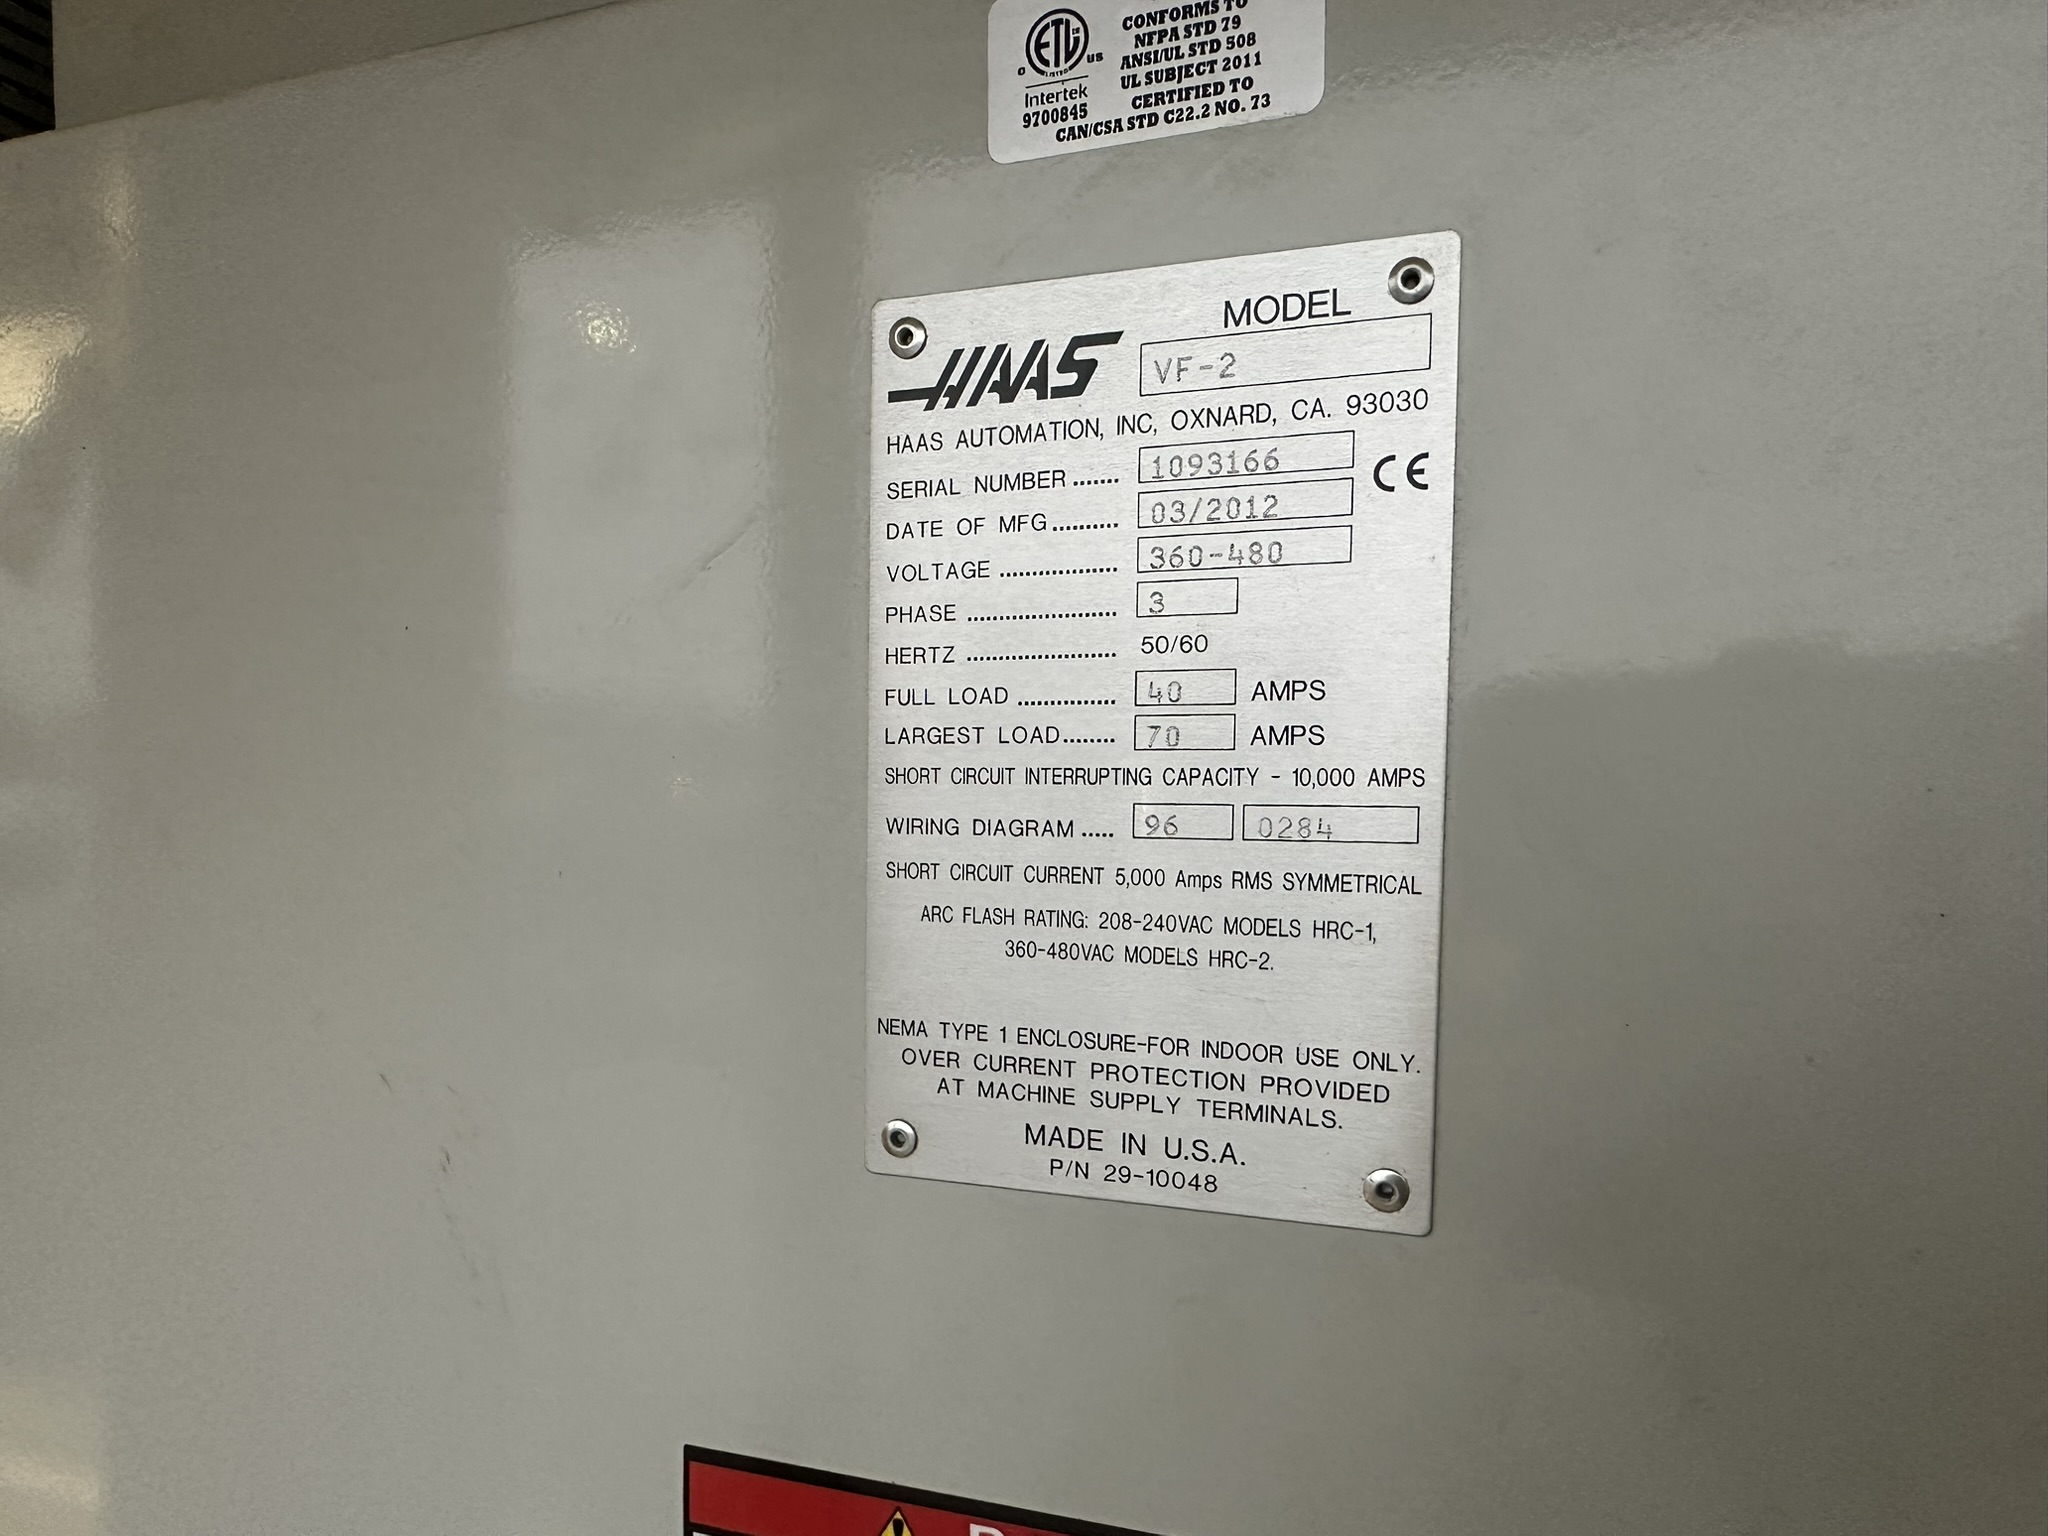 CONFORMS TO
NFPA STD 79
ANSI/UL STD 508
UL SUBJECT 2011
CERTIFIED TO
CAN/CSA STD C22.2 NO. 73
ETL
C US
LISTED
Intertek
9700845
HAAS
MODEL
VF-2
HAAS AUTOMATION, INC, OXNARD, CA. 93030
SERIAL NUMBER ....... 1093166
CE
DATE OF MFG .......... 03/2012
VOLTAGE .................. 360-480
PHASE ....................... 3
HERTZ ....................... 50/60
FULL LOAD ............... 40 AMPS
LARGEST LOAD........ 70 AMPS
SHORT CIRCUIT INTERRUPTING CAPACITY - 10,000 AMPS
WIRING DIAGRAM ..... 96 0284
SHORT CIRCUIT CURRENT 5,000 Amps RMS SYMMETRICAL
ARC FLASH RATING: 208-240VAC MODELS HRC-1,
360-480VAC MODELS HRC-2.
NEMA TYPE 1 ENCLOSURE-FOR INDOOR USE ONLY.
OVER CURRENT PROTECTION PROVIDED
AT MACHINE SUPPLY TERMINALS.
MADE IN U.S.A.
P/N 29-10048